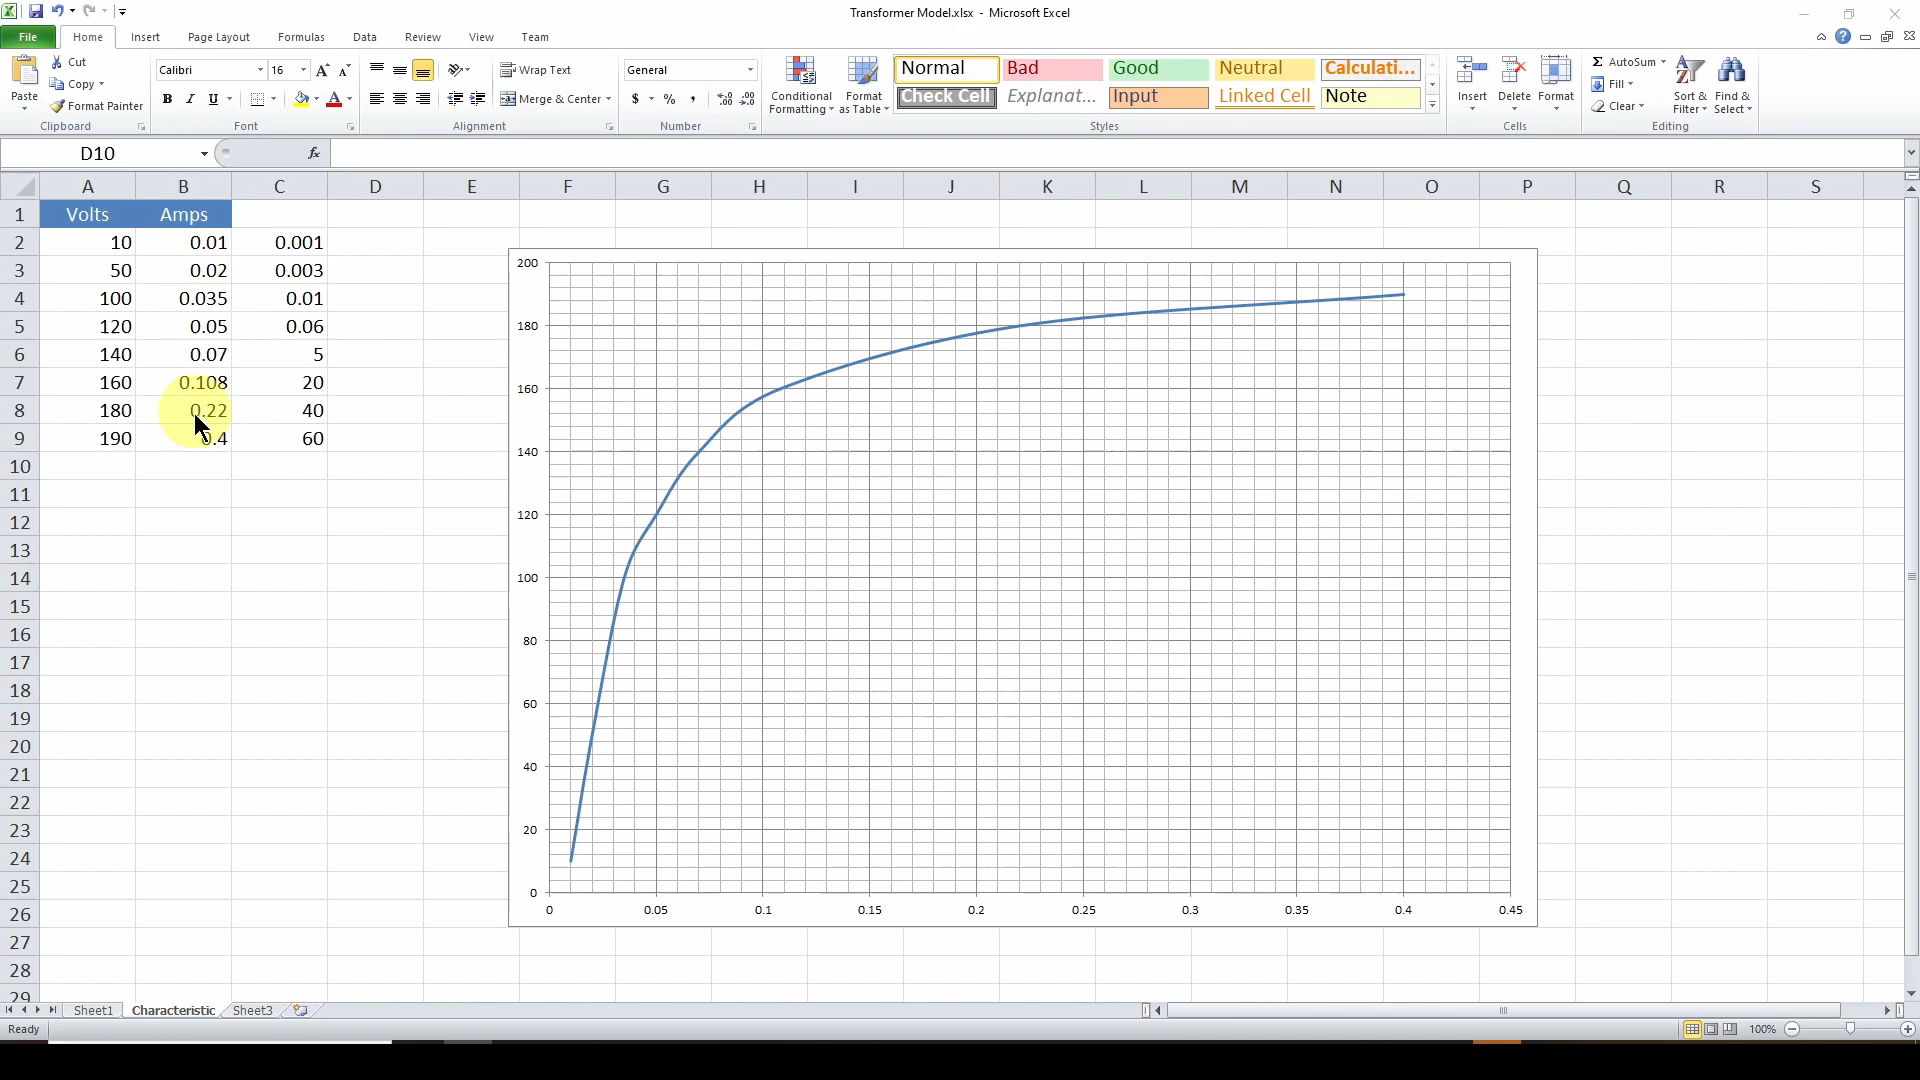 Transformer Model.xlsx - Microsoft Excel
File Home Insert Page Layout Formulas Data Review View Team
Paste
Cut
Copy
Format Painter
Clipboard
Calibri 16
B I U
Font
Wrap Text
Merge & Center
Alignment
General
$ % ,
Number
Conditional Formatting
Format as Table
Normal Bad Good Neutral Calculati...
Check Cell Explanat... Input Linked Cell Note
Styles
Insert Delete Format
Cells
Σ AutoSum
Fill
Clear
Sort & Filter
Find & Select
Editing
D10 fx
A B C D E F G H I J K L M N O P Q R S
1 Volts Amps
2 10 0.01 0.001
3 50 0.02 0.003
4 100 0.035 0.01
5 120 0.05 0.06
6 140 0.07 5
7 160 0.108 20
8 180 0.22 40
9 190 0.4 60
10
11
12
13
14
15
16
17
18
19
20
21
22
23
24
25
26
27
28
29
200
180
160
140
120
100
80
60
40
20
0
0 0.05 0.1 0.15 0.2 0.25 0.3 0.35 0.4 0.45
Sheet1 Characteristic Sheet3
Ready 100%